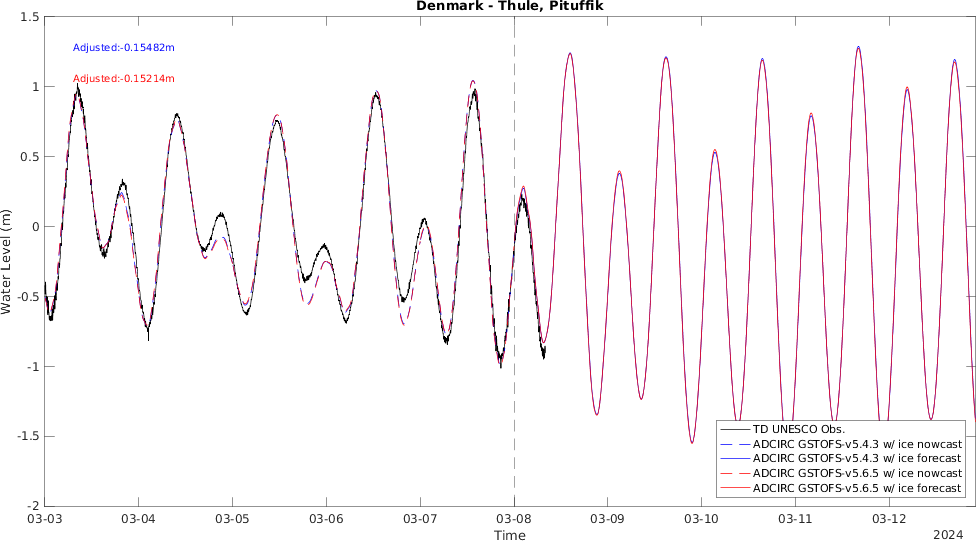 Denmark - Thule, Pituffik
1.5
Adjusted:-0.15482m
Adjusted:-0.15214m
1
0.5
0
-0.5
-1
-1.5
-2
Water Level (m)
TD UNESCO Obs.
ADCIRC GSTOFS-v5.4.3 w/ ice nowcast
ADCIRC GSTOFS-v5.4.3 w/ ice forecast
ADCIRC GSTOFS-v5.6.5 w/ ice nowcast
ADCIRC GSTOFS-v5.6.5 w/ ice forecast
03-03 03-04 03-05 03-06 03-07 03-08 03-09 03-10 03-11 03-12
Time
2024